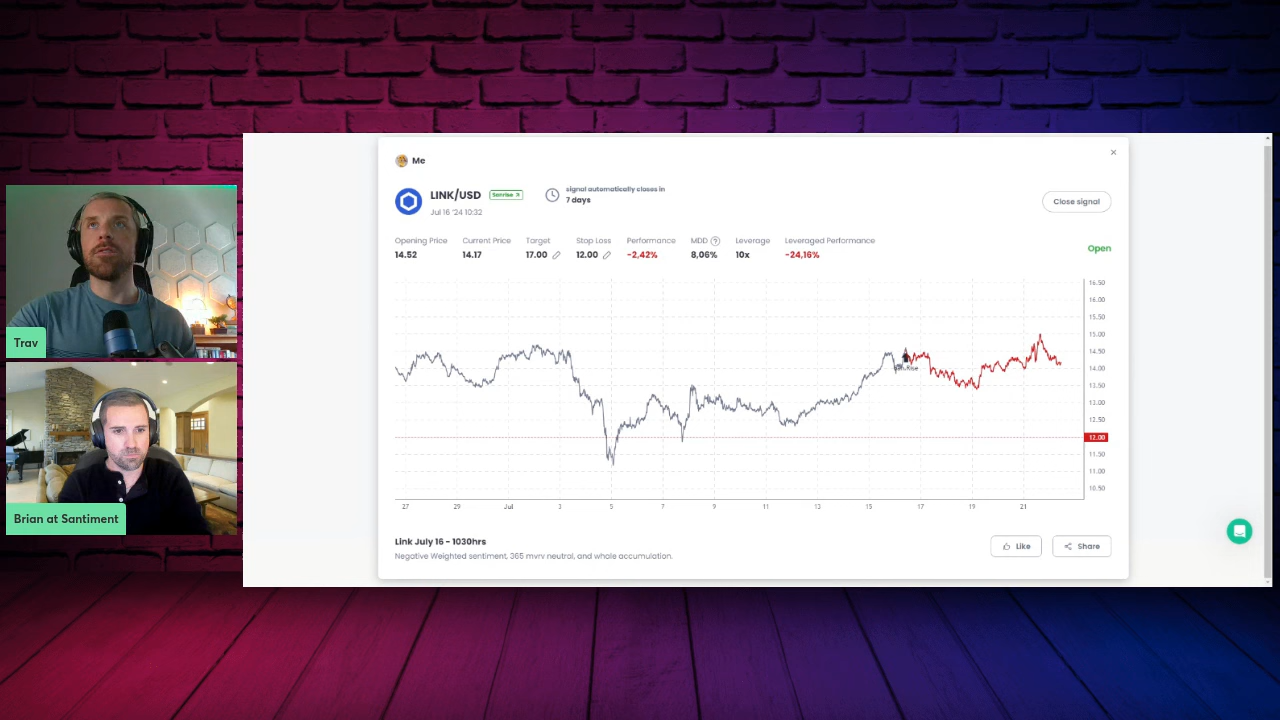 Me
LINK/USD
Sanrise
signal automatically closes in
7 days
Jul 16 '24 10:32
Close signal
Opening Price Current Price Target Stop Loss Performance MDD ? Leverage Leveraged Performance
14.52 14.17 17.00 12.00 -2,42% 8,06% 10x -24,16%
Open
16.50
16.00
15.50
15.00
14.50
14.00
13.50
13.00
12.50
12.00
11.50
11.00
10.50
27 29 Jul 3 5 7 9 11 13 15 17 19 21
Link July 16 - 1030hrs
Negative Weighted sentiment, 365 mvrv neutral, and whole accumulation.
Like
Share
Trav
Brian at Santiment